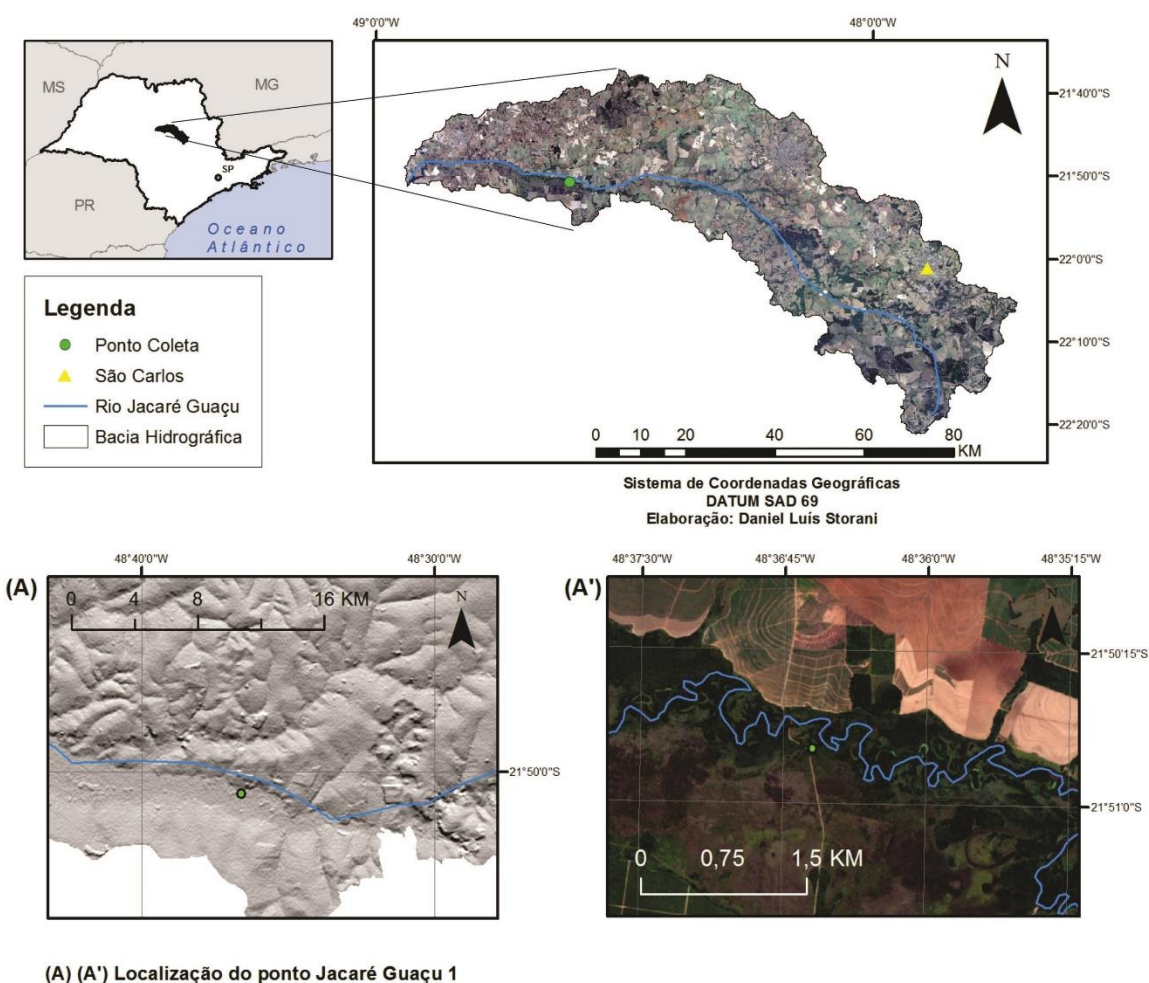 49°0'0"W
48°0'0"W
MS
MG
SP
PR
Oceano
Atlântico
N
21°40'0"S
21°50'0"S
22°0'0"S
22°10'0"S
22°20'0"S
Legenda
Ponto Coleta
São Carlos
Rio Jacaré Guaçu
Bacia Hidrográfica
0 10 20 40 60 80
KM
Sistema de Coordenadas Geográficas
DATUM SAD 69
Elaboração: Daniel Luís Storani
(A)
48°40'0"W
48°30'0"W
0 4 8 16 KM
N
21°50'0"S
(A')
48°37'30"W
48°36'45"W
48°36'0"W
48°35'15"W
N
21°50'15"S
21°51'0"S
0 0,75 1,5 KM
(A) (A') Localização do ponto Jacaré Guaçu 1